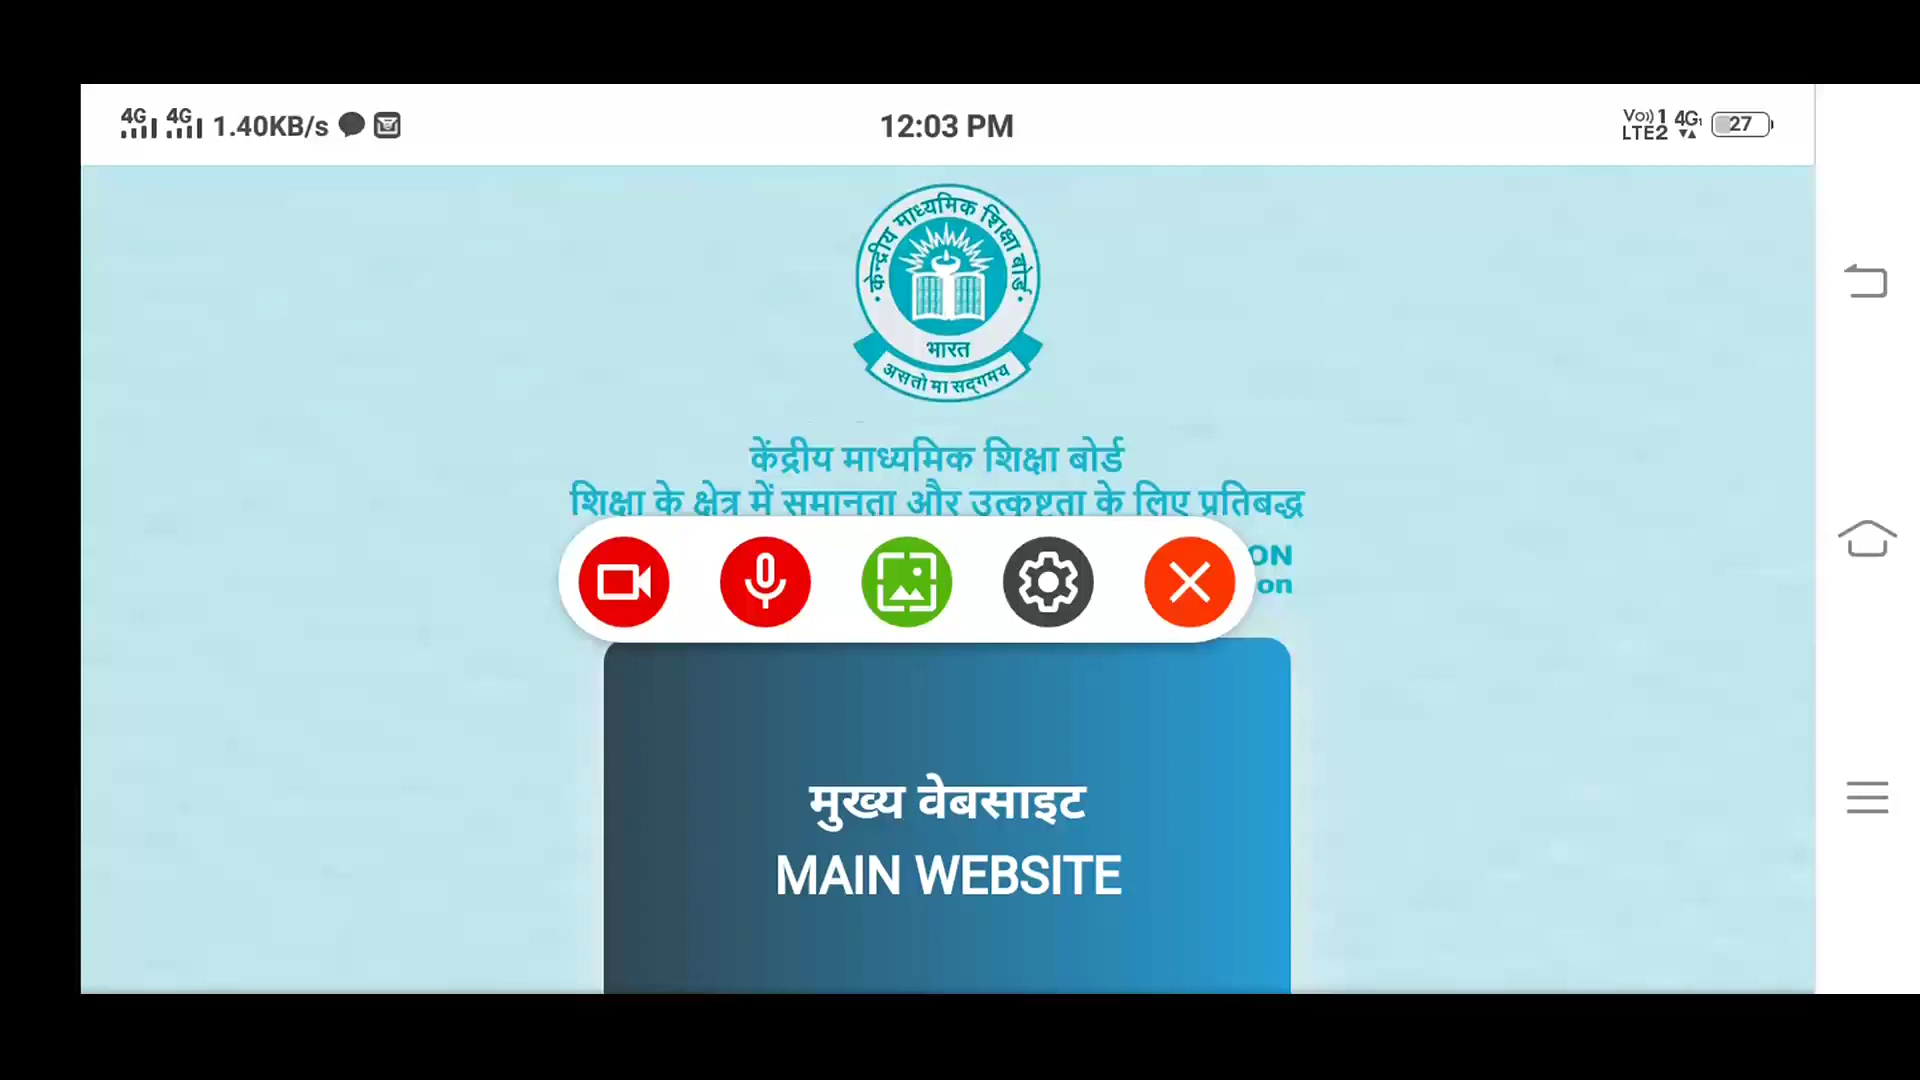 4G 4G 1.40KB/s 12:03 PM Vo) 1 4G 27
LTE2
केन्द्रीय माध्यमिक शिक्षा बोर्ड
भारत
असतो मा सद्गमय
केंद्रीय माध्यमिक शिक्षा बोर्ड
शिक्षा के क्षेत्र में समानता और उत्कृष्टता के लिए प्रतिबद्ध
ON
on
मुख्य वेबसाइट
MAIN WEBSITE